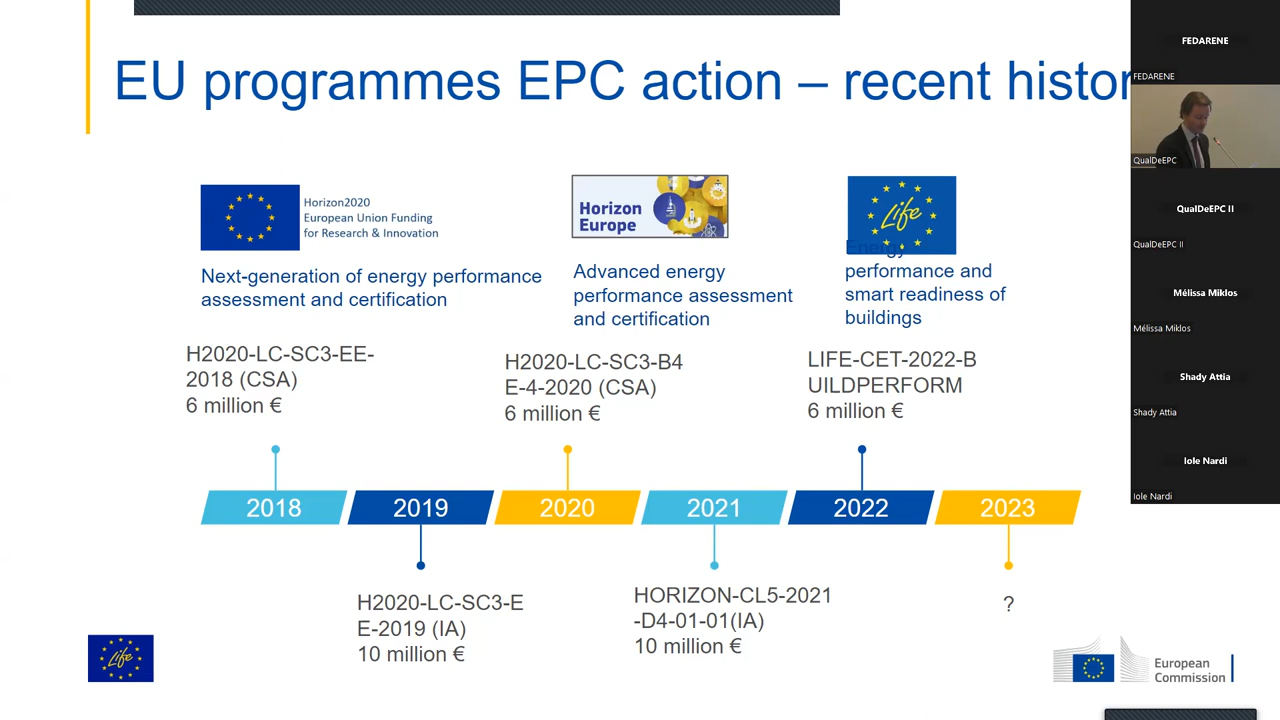 EU programmes EPC action – recent histor
Horizon2020
European Union Funding
for Research & Innovation
Next-generation of energy performance
assessment and certification
Horizon
Europe
Advanced energy
performance assessment
and certification
Life
Energy
performance and
smart readiness of
buildings
H2020-LC-SC3-EE-
2018 (CSA)
6 million €
H2020-LC-SC3-B4
E-4-2020 (CSA)
6 million €
LIFE-CET-2022-B
UILDPERFORM
6 million €
2018
2019
2020
2021
2022
2023
H2020-LC-SC3-E
E-2019 (IA)
10 million €
HORIZON-CL5-2021
-D4-01-01(IA)
10 million €
?
Life
European
Commission
FEDARENE
FEDARENE
QualDeEPC
QualDeEPC II
QualDeEPC II
Mélissa Miklos
Mélissa Miklos
Shady Attia
Shady Attia
Iole Nardi
Iole Nardi